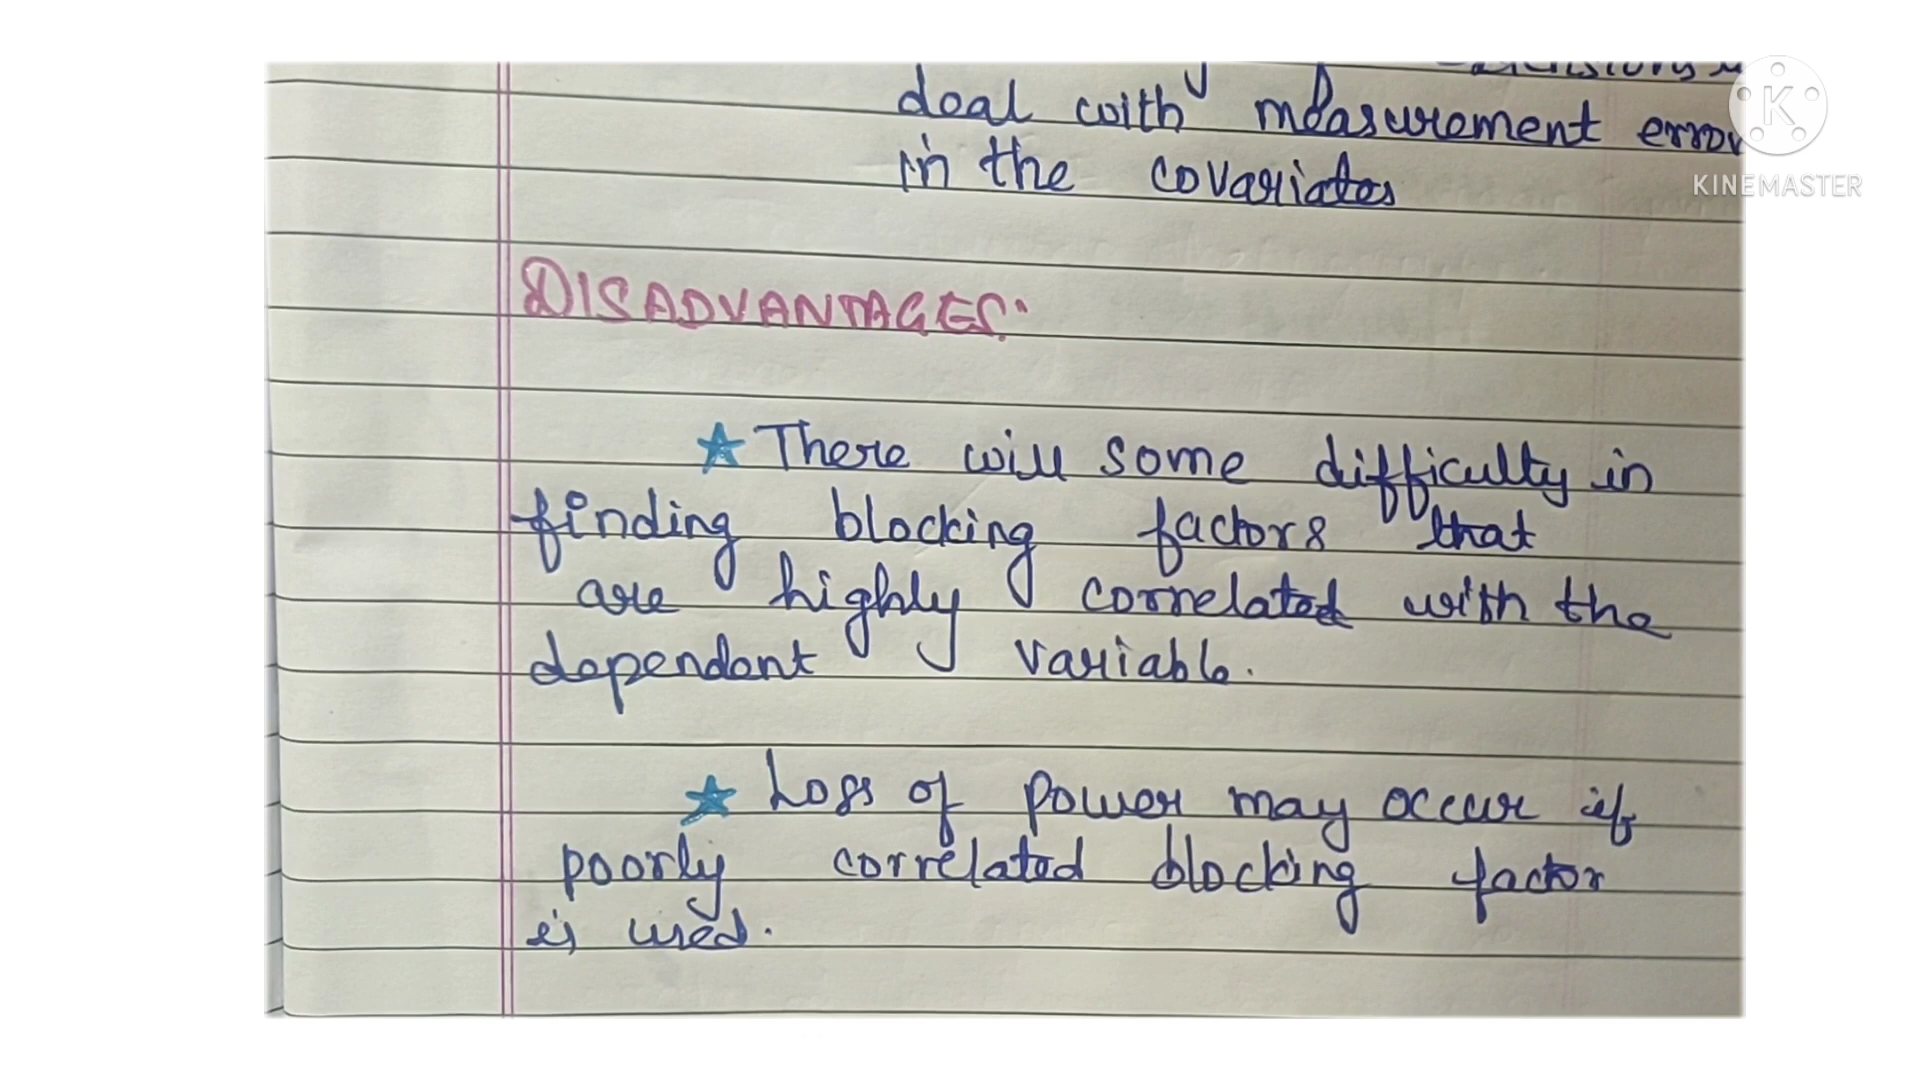 deal with measurement error
in the covariates
KINEMASTER
DISADVANTAGES:
★ There will some difficulty in
finding blocking factors that
are highly correlated with the
dependent variable.
★ Loss of power may occur if
poorly correlated blocking factor
is used.